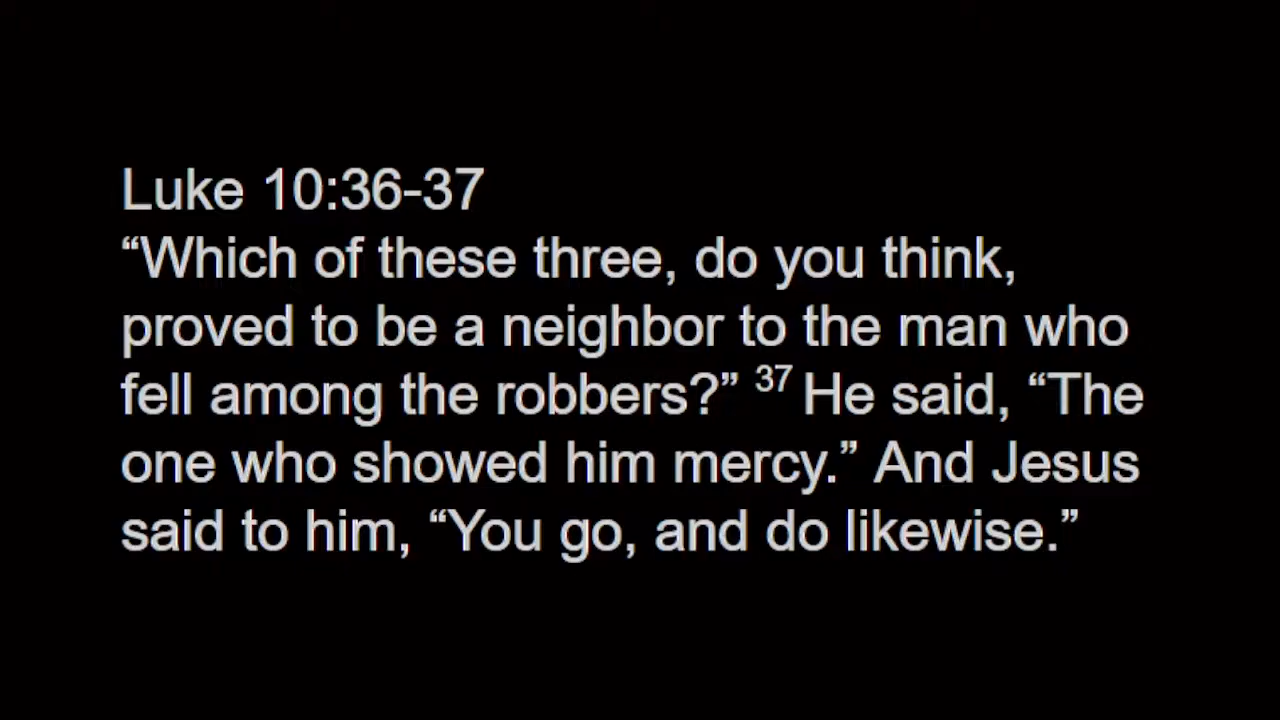 Luke 10:36-37
“Which of these three, do you think,
proved to be a neighbor to the man who
fell among the robbers?” 37 He said, “The
one who showed him mercy.” And Jesus
said to him, “You go, and do likewise.”